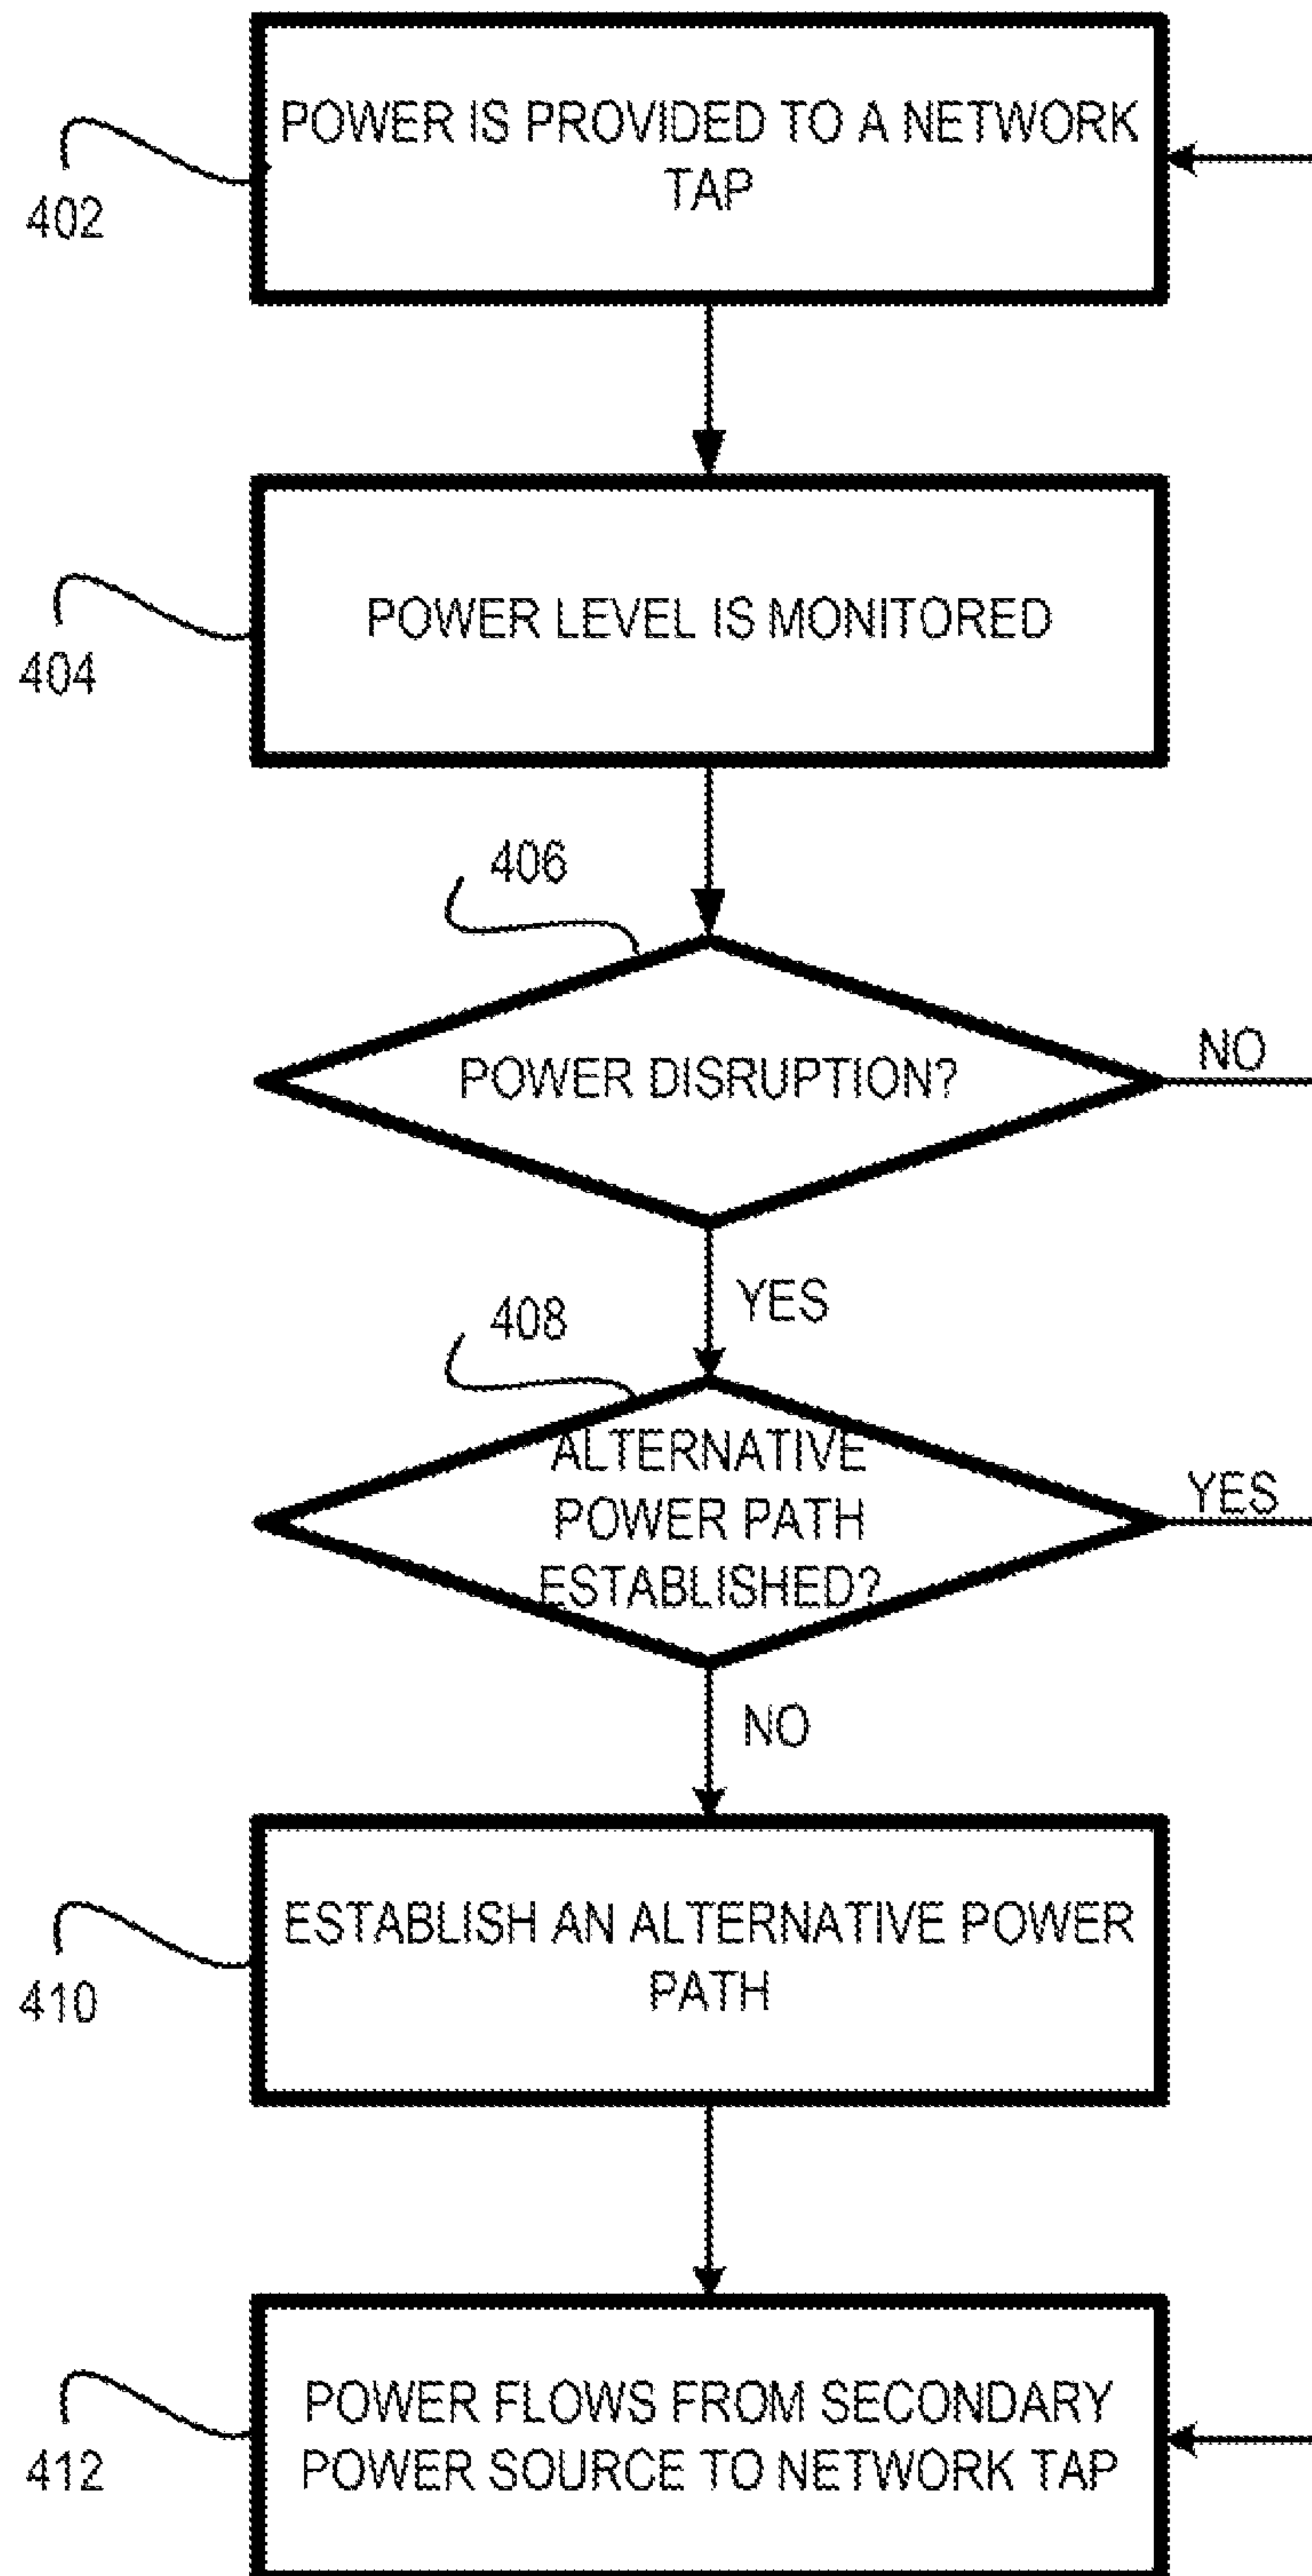 POWER IS PROVIDED TO A NETWORK
TAP
402
POWER LEVEL IS MONITORED
404
406
POWER DISRUPTION?
NO
YES
408
ALTERNATIVE
POWER PATH
ESTABLISHED?
YES
NO
ESTABLISH AN ALTERNATIVE POWER
PATH
410
POWER FLOWS FROM SECONDARY
POWER SOURCE TO NETWORK TAP
412